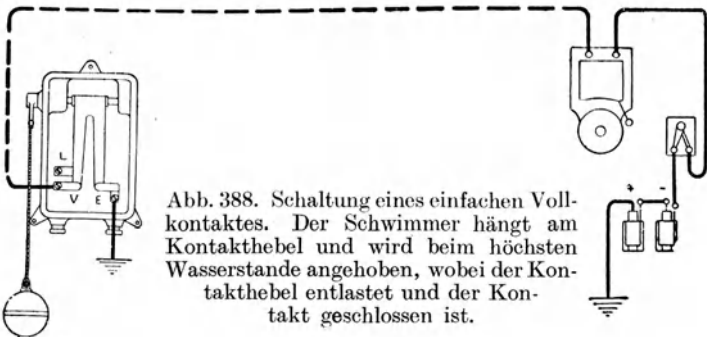 L
V E
+ -
Abb. 388. Schaltung eines einfachen Voll-
kontaktes. Der Schwimmer hängt am
Kontakthebel und wird beim höchsten
Wasserstande angehoben, wobei der Kon-
takthebel entlastet und der Kon-
takt geschlossen ist.